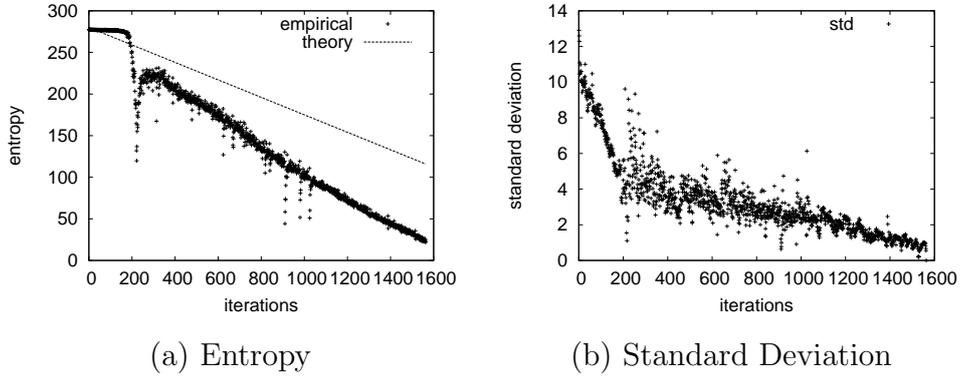 300
250
200
150
100
50
0
entropy
0 200 400 600 800 1000 1200 1400 1600
iterations
empirical
theory
(a) Entropy
14
12
10
8
6
4
2
0
standard deviation
0 200 400 600 800 1000 1200 1400 1600
iterations
std
(b) Standard Deviation